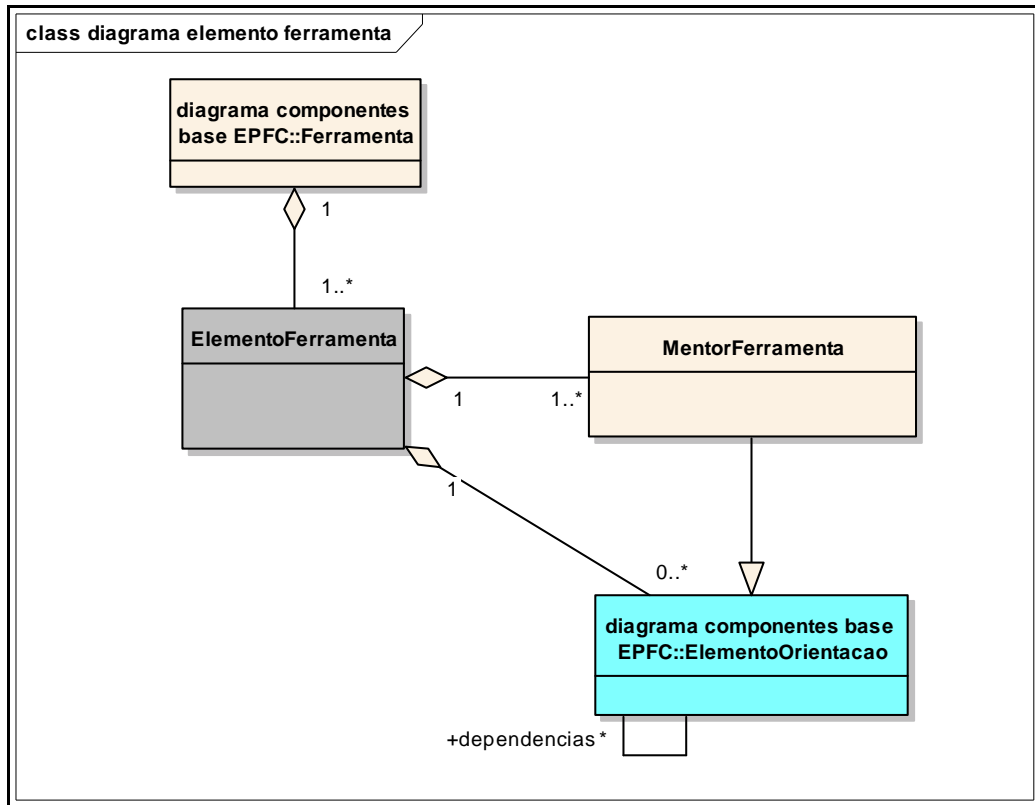 class diagrama elemento ferramenta
diagrama componentes
base EPFC::Ferramenta
1
1..*
ElementoFerramenta
MentorFerramenta
1
1..*
1
0..*
diagrama componentes base
EPFC::ElementoOrientacao
+dependencias *